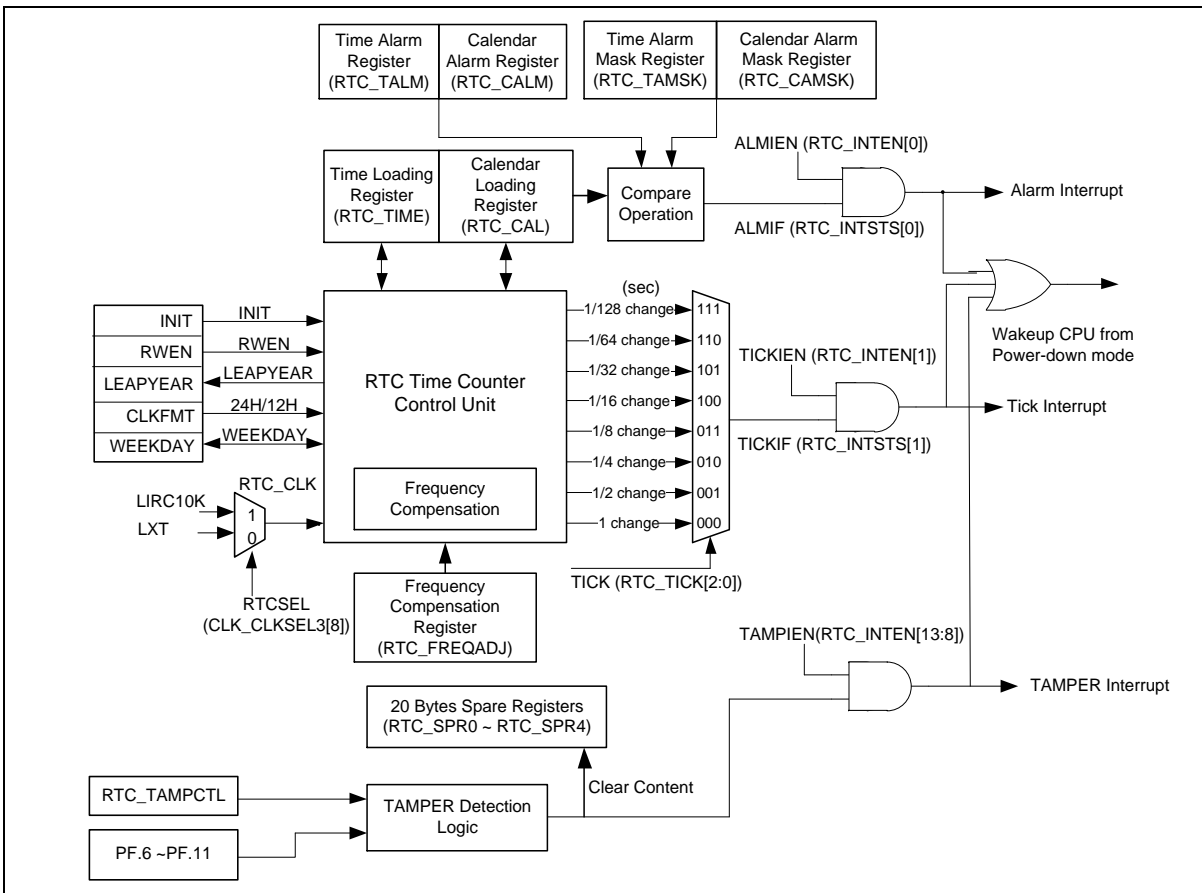 Time Alarm
Register
(RTC_TALM)
Calendar
Alarm Register
(RTC_CALM)
Time Alarm
Mask Register
(RTC_TAMSK)
Calendar Alarm
Mask Register
(RTC_CAMSK)
Time Loading
Register
(RTC_TIME)
Calendar
Loading
Register
(RTC_CAL)
Compare
Operation
ALMIEN (RTC_INTEN[0])
ALMIF (RTC_INTSTS[0])
Alarm Interrupt
Wakeup CPU from
Power-down mode
INIT
RWEN
LEAPYEAR
CLKFMT
WEEKDAY
INIT
RWEN
LEAPYEAR
24H/12H
WEEKDAY
RTC Time Counter
Control Unit
Frequency
Compensation
(sec)
1/128 change
1/64 change
1/32 change
1/16 change
1/8 change
1/4 change
1/2 change
1 change
111
110
101
100
011
010
001
000
TICKIEN (RTC_INTEN[1])
TICKIF (RTC_INTSTS[1])
Tick Interrupt
RTC_CLK
LIRC10K
LXT
1
0
RTCSEL
(CLK_CLKSEL3[8])
TICK (RTC_TICK[2:0])
Frequency
Compensation
Register
(RTC_FREQADJ)
TAMPIEN(RTC_INTEN[13:8])
TAMPER Interrupt
20 Bytes Spare Registers
(RTC_SPR0 ~ RTC_SPR4)
Clear Content
RTC_TAMPCTL
PF.6 ~PF.11
TAMPER Detection
Logic